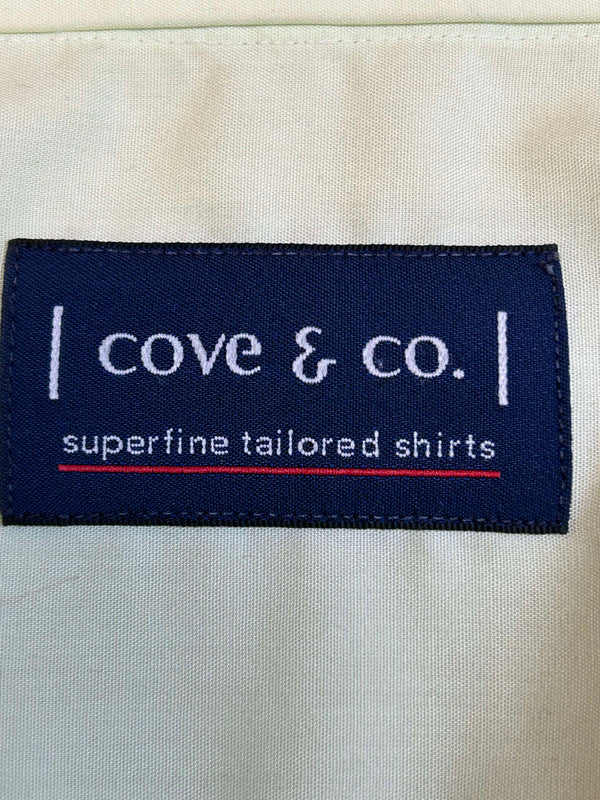 | cove & co. |
superfine tailored shirts